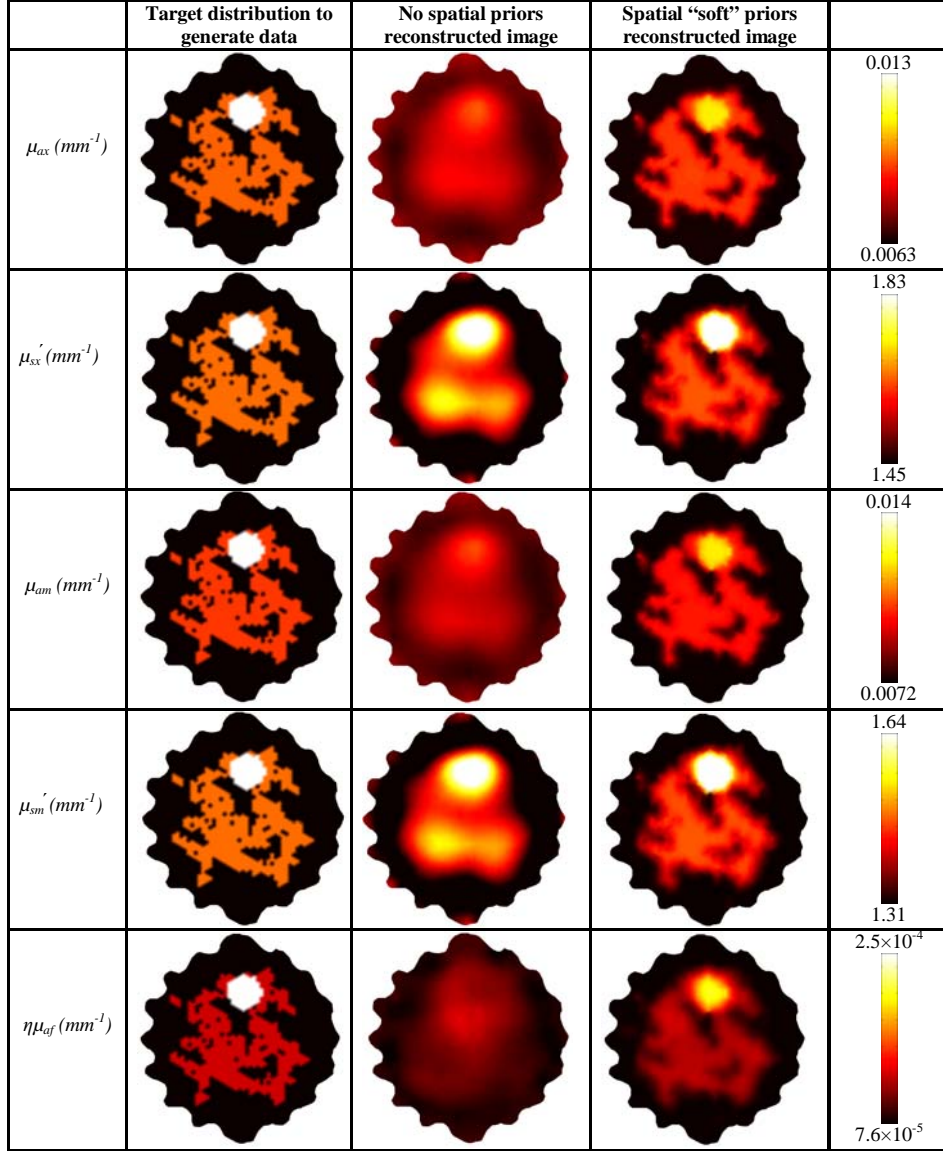 Target distribution to
generate data
No spatial priors
reconstructed image
Spatial “soft” priors
reconstructed image
μax (mm-1)
0.013
0.0063
μsx′ (mm-1)
1.83
1.45
μam (mm-1)
0.014
0.0072
μsm′ (mm-1)
1.64
1.31
ημaf (mm-1)
2.5×10-4
7.6×10-5